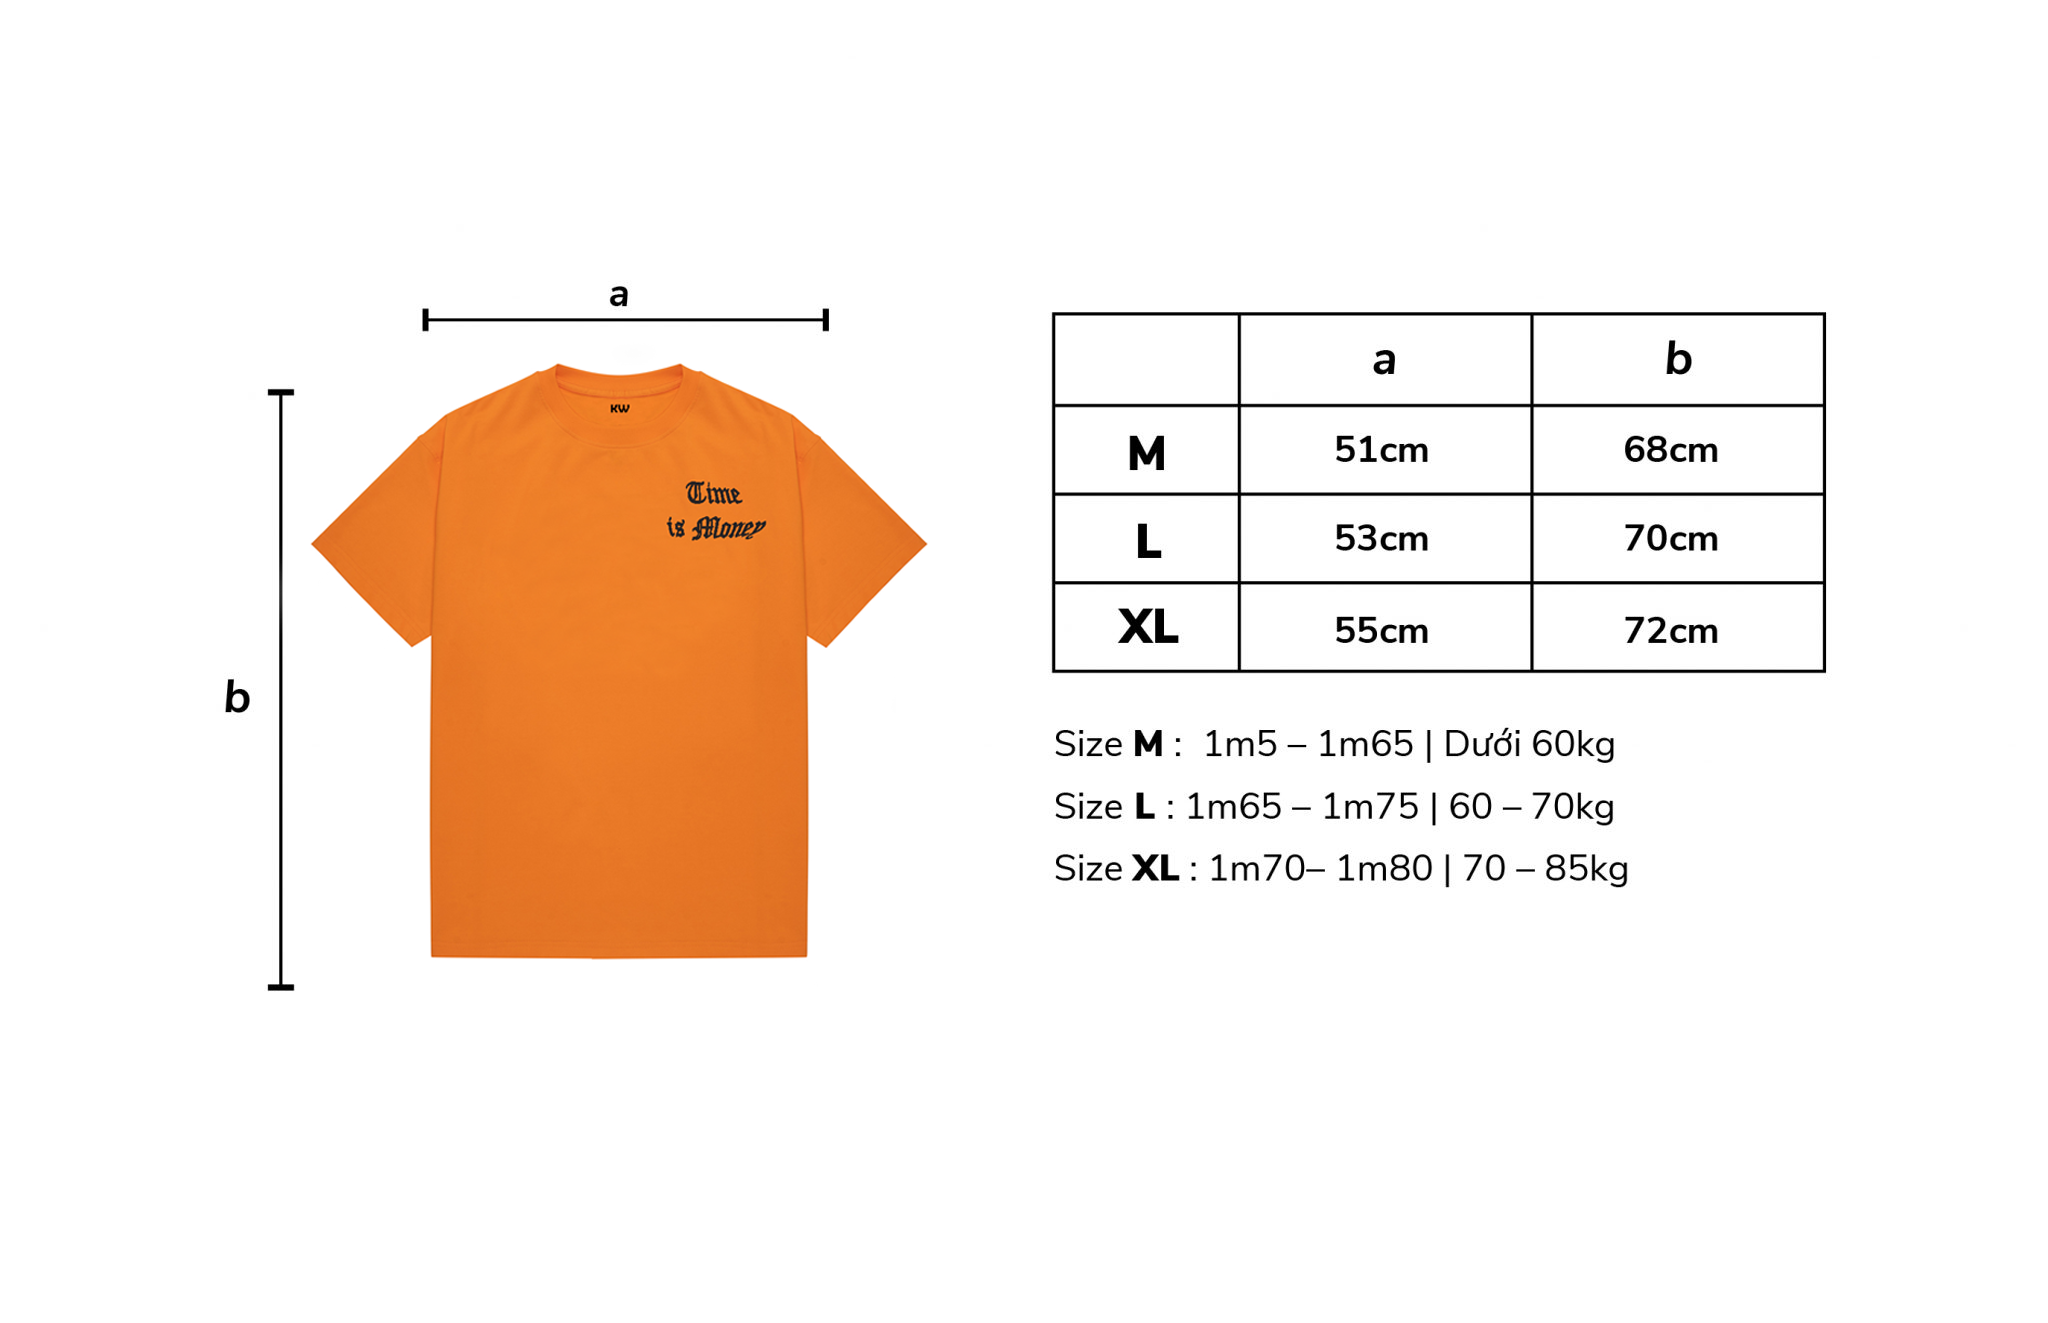 a
b
KW
Time
is Money
a b
M 51cm 68cm
L 53cm 70cm
XL 55cm 72cm
Size M : 1m5 – 1m65 | Dưới 60kg
Size L : 1m65 – 1m75 | 60 – 70kg
Size XL : 1m70– 1m80 | 70 – 85kg